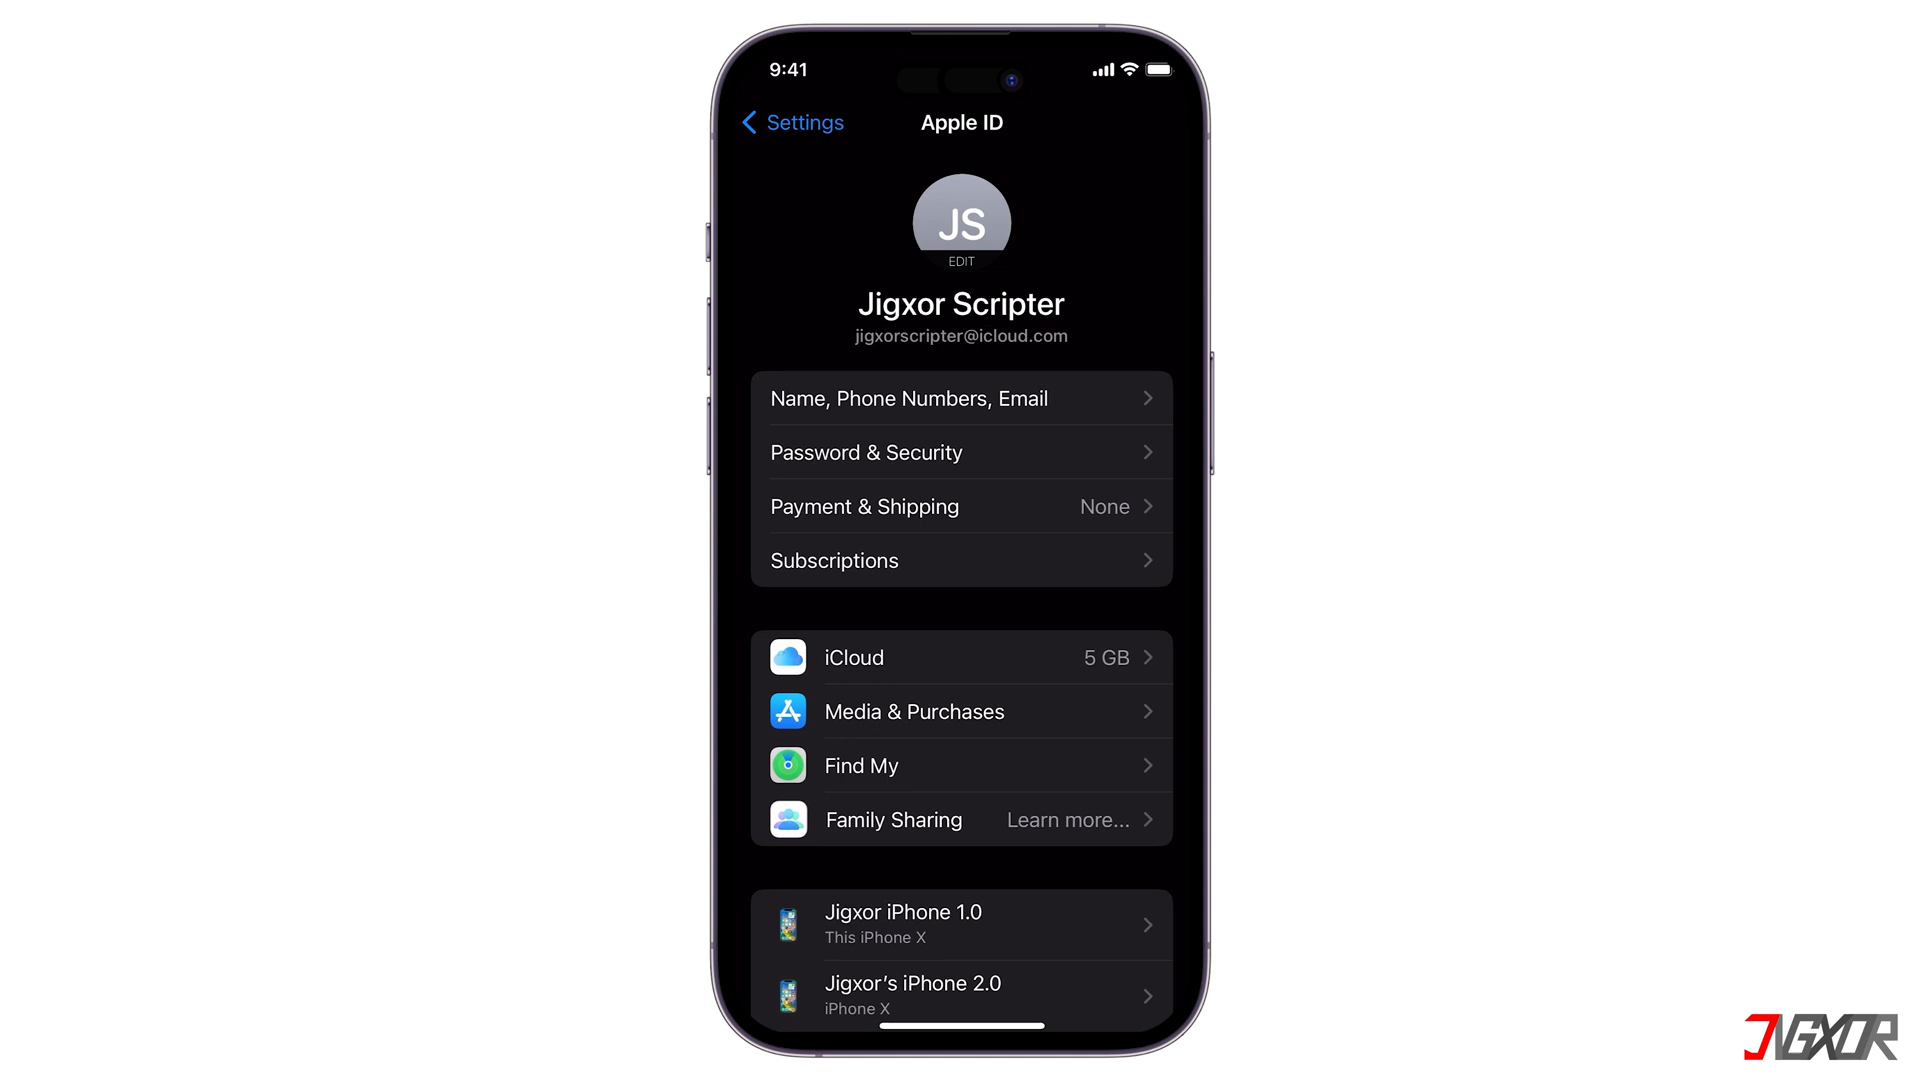 9:41
Settings
Apple ID
JS
EDIT
Jigxor Scripter
jigxorscripter@icloud.com
Name, Phone Numbers, Email
Password & Security
Payment & Shipping None
Subscriptions
iCloud 5 GB
Media & Purchases
Find My
Family Sharing Learn more...
Jigxor iPhone 1.0
This iPhone X
Jigxor’s iPhone 2.0
iPhone X
JIGXOR